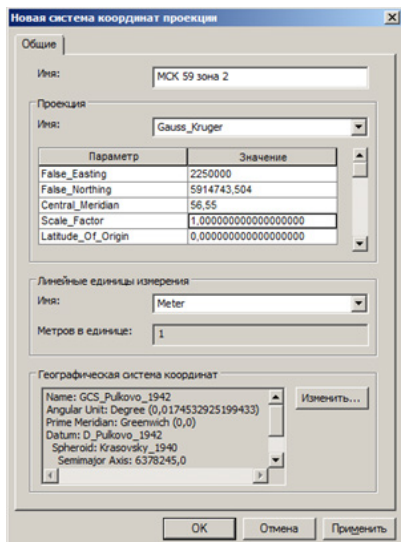 Новая система координат проекции
Общие
Имя: МСК 59 зона 2
Проекция
Имя: Gauss_Kruger
Параметр Значение
False_Easting 2250000
False_Northing 5914743,504
Central_Meridian 56,55
Scale_Factor 1,000000000000000000
Latitude_Of_Origin 0,000000000000000000
Линейные единицы измерения
Имя: Meter
Метров в единице: 1
Географическая система координат
Name: GCS_Pulkovo_1942
Angular Unit: Degree (0,0174532925199433)
Prime Meridian: Greenwich (0,0)
Datum: D_Pulkovo_1942
Spheroid: Krasovsky_1940
Semimajor Axis: 6378245,0
Изменить...
OK Отмена Применить